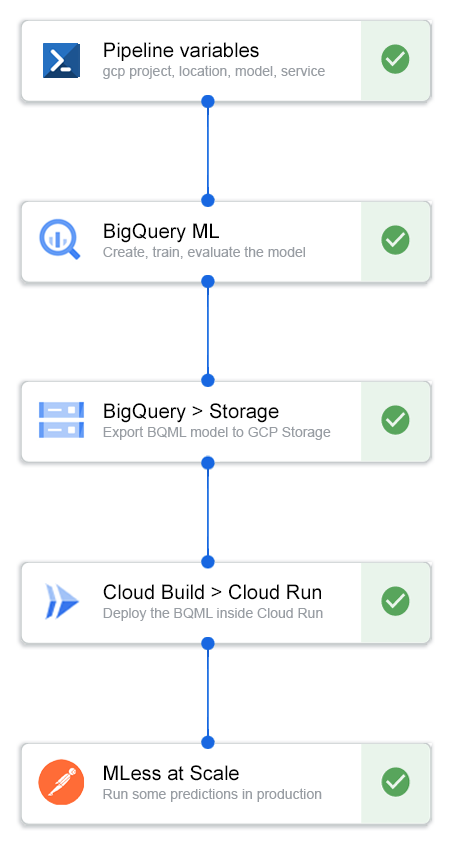 Pipeline variables
gcp project, location, model, service
BigQuery ML
Create, train, evaluate the model
BigQuery > Storage
Export BQML model to GCP Storage
Cloud Build > Cloud Run
Deploy the BQML inside Cloud Run
MLess at Scale
Run some predictions in production